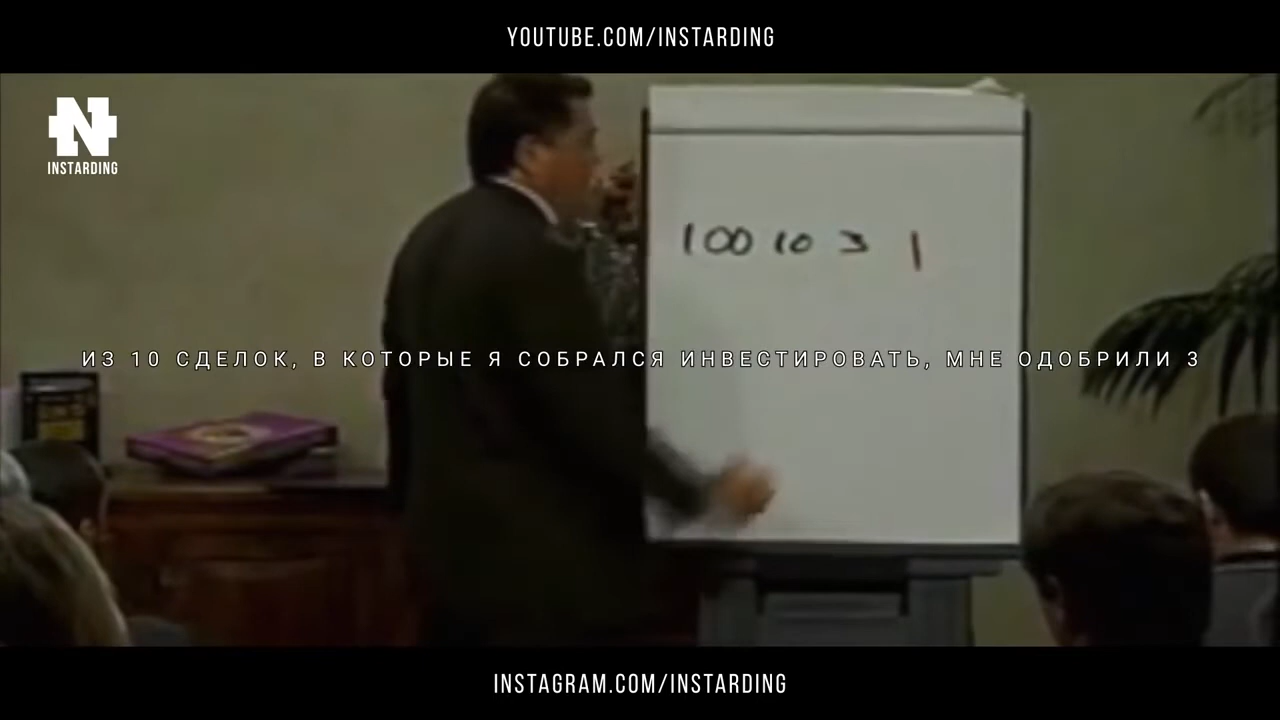 YOUTUBE.COM/INSTARDING
N
INSTARDING
100 10 3 1
ИЗ 10 СДЕЛОК, В КОТОРЫЕ Я СОБРАЛСЯ ИНВЕСТИРОВАТЬ, МНЕ ОДОБРИЛИ 3
INSTAGRAM.COM/INSTARDING